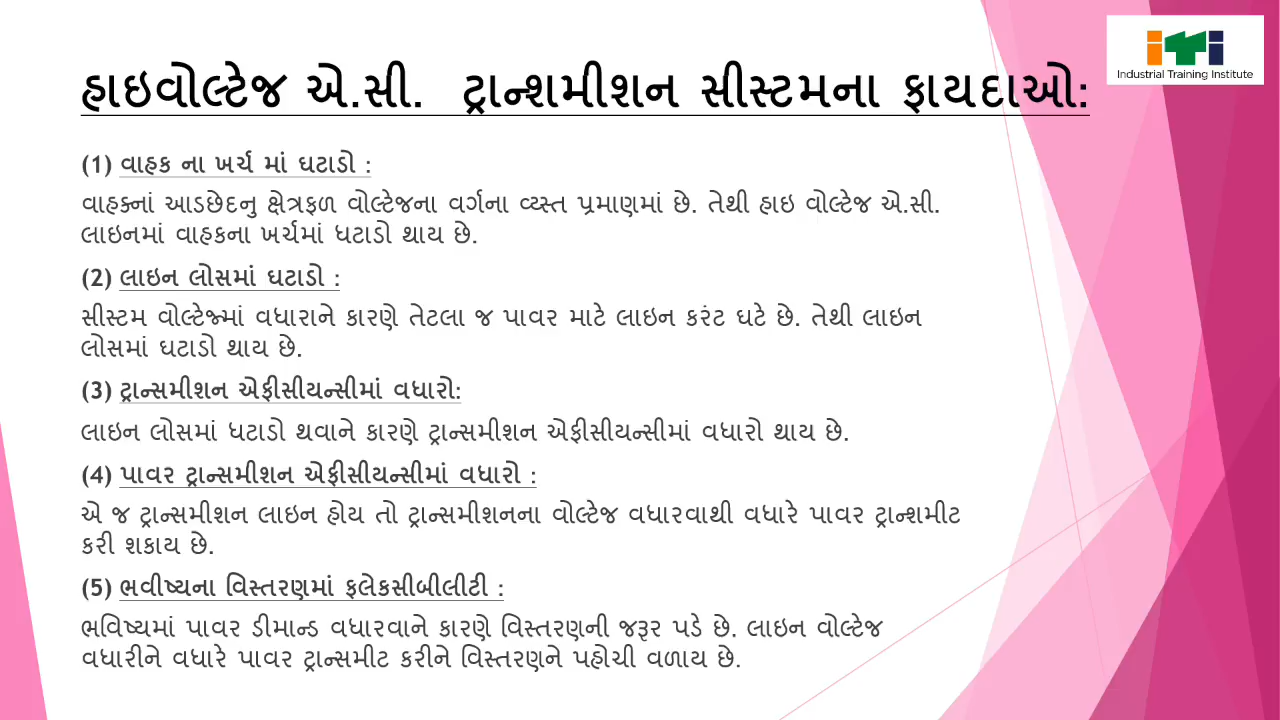 iTi
Industrial Training Institute
હાઇવોલ્ટેજ એ.સી. ટ્રાન્શમીશન સીસ્ટમના ફાયદાઓ:
(1) વાહક ના ખર્ચ માં ઘટાડો :
વાહકનાં આડછેદનુ ક્ષેત્રફળ વોલ્ટેજના વર્ગના વ્યસ્ત પ્રમાણમાં છે. તેથી હાઇ વોલ્ટેજ એ.સી.
લાઇનમાં વાહકના ખર્ચમાં ધટાડો થાય છે.
(2) લાઇન લોસમાં ઘટાડો :
સીસ્ટમ વોલ્ટેજમાં વધારાને કારણે તેટલા જ પાવર માટે લાઇન કરંટ ઘટે છે. તેથી લાઇન
લોસમાં ઘટાડો થાય છે.
(3) ટ્રાન્સમીશન એફીસીયન્સીમાં વધારો:
લાઇન લોસમાં ધટાડો થવાને કારણે ટ્રાન્સમીશન એફીસીયન્સીમાં વધારો થાય છે.
(4) પાવર ટ્રાન્સમીશન એફીસીયન્સીમાં વધારો :
એ જ ટ્રાન્સમીશન લાઇન હોય તો ટ્રાન્સમીશનના વોલ્ટેજ વધારવાથી વધારે પાવર ટ્રાન્શમીટ
કરી શકાય છે.
(5) ભવીષ્યના વિસ્તરણમાં ફલેકસીબીલીટી :
ભવિષ્યમાં પાવર ડીમાન્ડ વધારવાને કારણે વિસ્તરણની જરૂર પડે છે. લાઇન વોલ્ટેજ
વધારીને વધારે પાવર ટ્રાન્સમીટ કરીને વિસ્તરણને પહોચી વળાય છે.